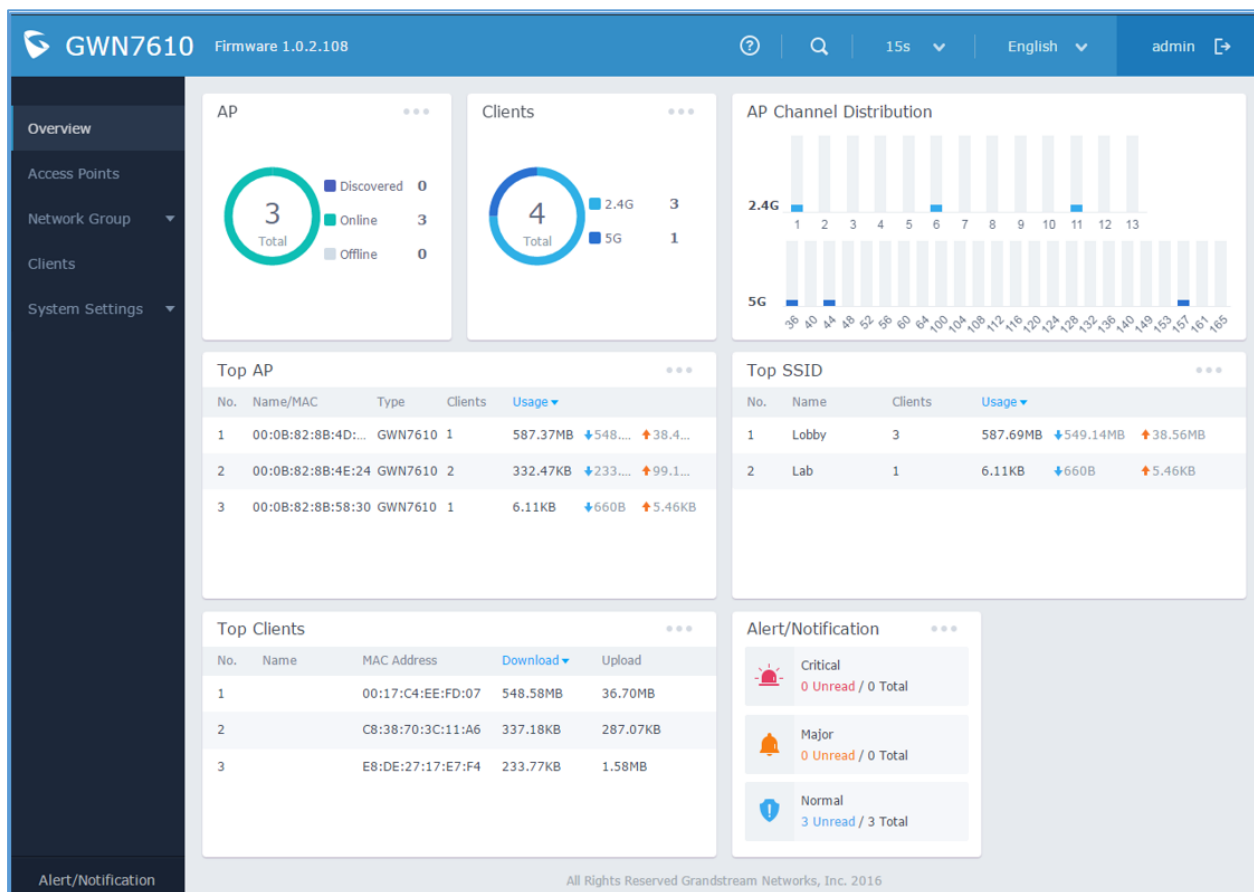 GWN7610 Firmware 1.0.2.108 15s English admin
Overview
Access Points
Network Group
Clients
System Settings
Alert/Notification
AP
3
Total
Discovered 0
Online 3
Offline 0
Clients
4
Total
2.4G 3
5G 1
AP Channel Distribution
2.4G
1 2 3 4 5 6 7 8 9 10 11 12 13
5G
36 40 44 48 52 56 60 64 100 104 108 112 116 120 124 128 132 136 140 149 153 157 161 165
Top AP
No. Name/MAC Type Clients Usage
1 00:0B:82:8B:4D:... GWN7610 1 587.37MB 548.... 38.4...
2 00:0B:82:8B:4E:24 GWN7610 2 332.47KB 233.... 99.1...
3 00:0B:82:8B:58:30 GWN7610 1 6.11KB 660B 5.46KB
Top SSID
No. Name Clients Usage
1 Lobby 3 587.69MB 549.14MB 38.56MB
2 Lab 1 6.11KB 660B 5.46KB
Top Clients
No. Name MAC Address Download Upload
1 00:17:C4:EE:FD:07 548.58MB 36.70MB
2 C8:38:70:3C:11:A6 337.18KB 287.07KB
3 E8:DE:27:17:E7:F4 233.77KB 1.58MB
Alert/Notification
Critical
0 Unread / 0 Total
Major
0 Unread / 0 Total
Normal
3 Unread / 3 Total
All Rights Reserved Grandstream Networks, Inc. 2016